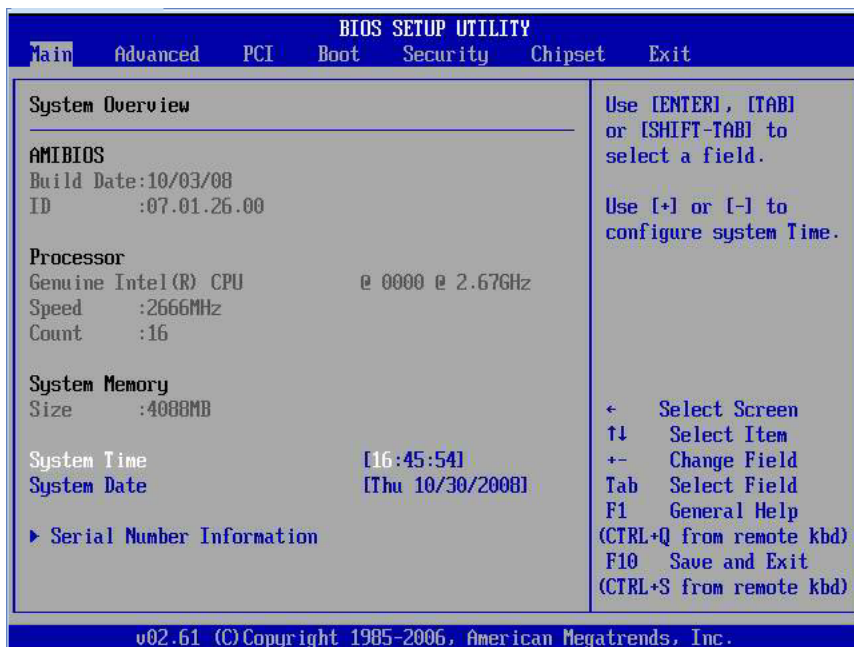 BIOS SETUP UTILITY
Main Advanced PCI Boot Security Chipset Exit
System Overview
AMIBIOS
Build Date:10/03/08
ID :07.01.26.00
Processor
Genuine Intel(R) CPU @ 0000 @ 2.67GHz
Speed :2666MHz
Count :16
System Memory
Size :4088MB
System Time [16:45:54]
System Date [Thu 10/30/2008]
▶ Serial Number Information
Use [ENTER], [TAB]
or [SHIFT-TAB] to
select a field.
Use [+] or [-] to
configure system Time.
← Select Screen
↑↓ Select Item
+- Change Field
Tab Select Field
F1 General Help
(CTRL+Q from remote kbd)
F10 Save and Exit
(CTRL+S from remote kbd)
v02.61 (C)Copyright 1985-2006, American Megatrends, Inc.